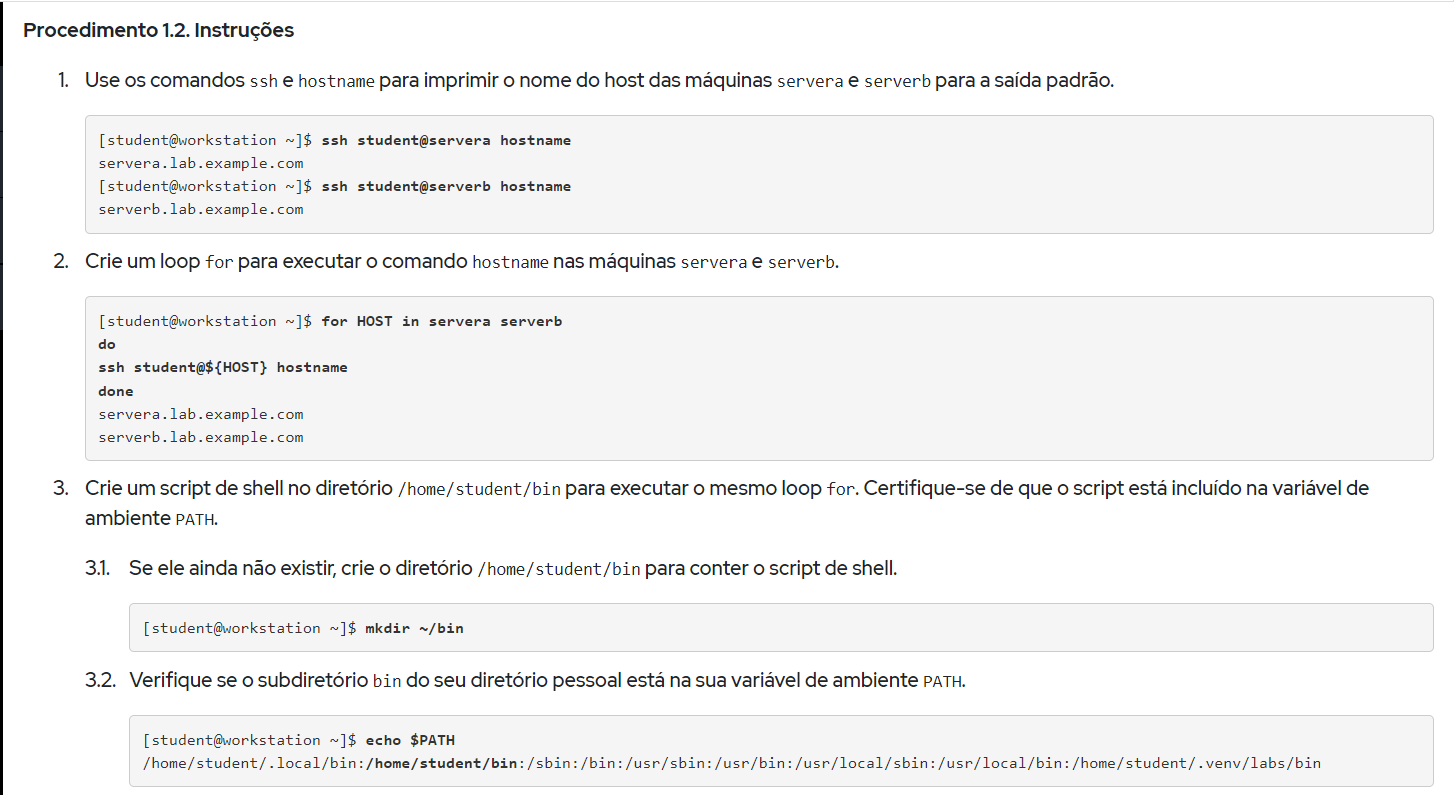 Procedimento 1.2. Instruções
1. Use os comandos ssh e hostname para imprimir o nome do host das máquinas servera e serverb para a saída padrão.
[student@workstation ~]$ ssh student@servera hostname
servera.lab.example.com
[student@workstation ~]$ ssh student@serverb hostname
serverb.lab.example.com
2. Crie um loop for para executar o comando hostname nas máquinas servera e serverb.
[student@workstation ~]$ for HOST in servera serverb
do
ssh student@${HOST} hostname
done
servera.lab.example.com
serverb.lab.example.com
3. Crie um script de shell no diretório /home/student/bin para executar o mesmo loop for. Certifique-se de que o script está incluído na variável de
ambiente PATH.
3.1. Se ele ainda não existir, crie o diretório /home/student/bin para conter o script de shell.
[student@workstation ~]$ mkdir ~/bin
3.2. Verifique se o subdiretório bin do seu diretório pessoal está na sua variável de ambiente PATH.
[student@workstation ~]$ echo $PATH
/home/student/.local/bin:/home/student/bin:/sbin:/bin:/usr/sbin:/usr/bin:/usr/local/sbin:/usr/local/bin:/home/student/.venv/labs/bin